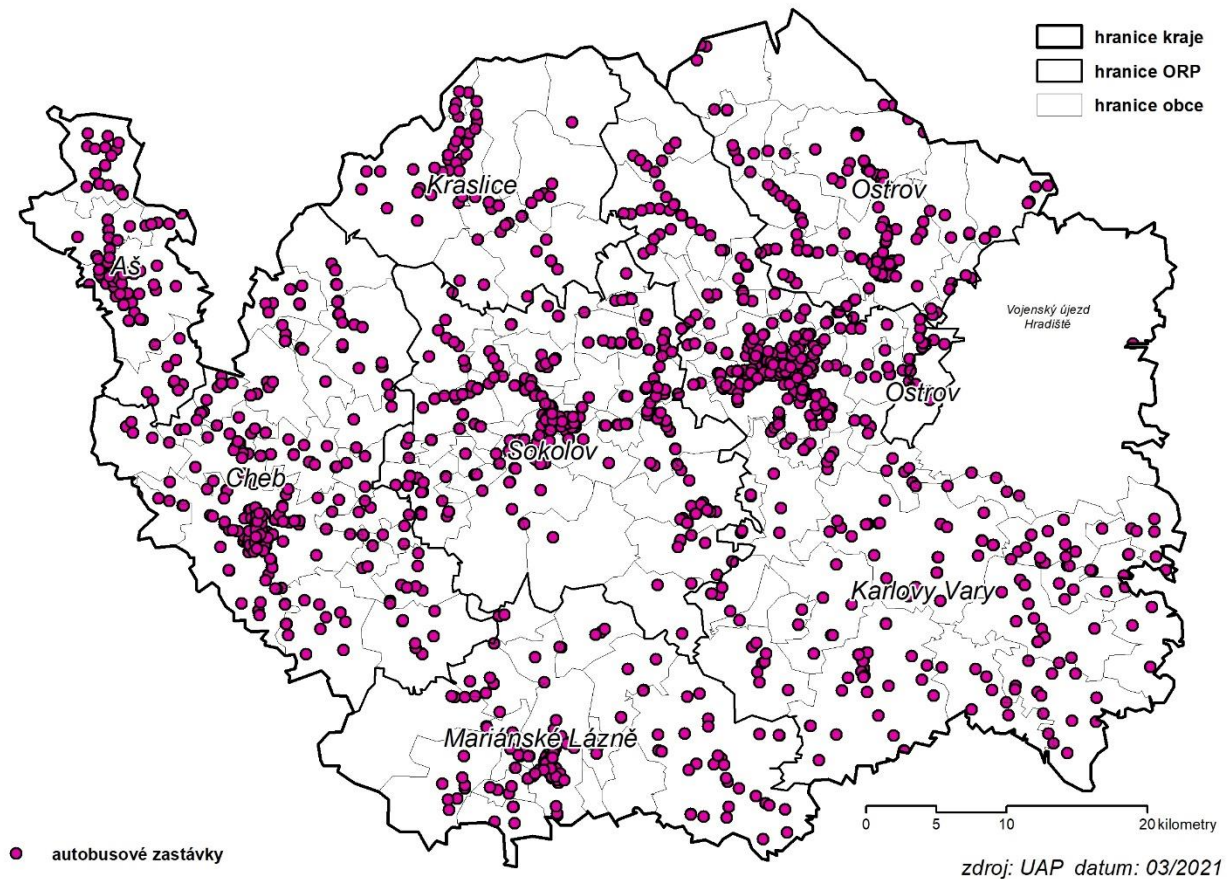 hranice kraje
hranice ORP
hranice obce
Kraslice
Ostrov
Aš
Vojenský újezd
Hradiště
Ostrov
Sokolov
Cheb
Karlovy Vary
Mariánské Lázně
0 5 10 20 kilometry
autobusové zastávky
zdroj: UAP datum: 03/2021